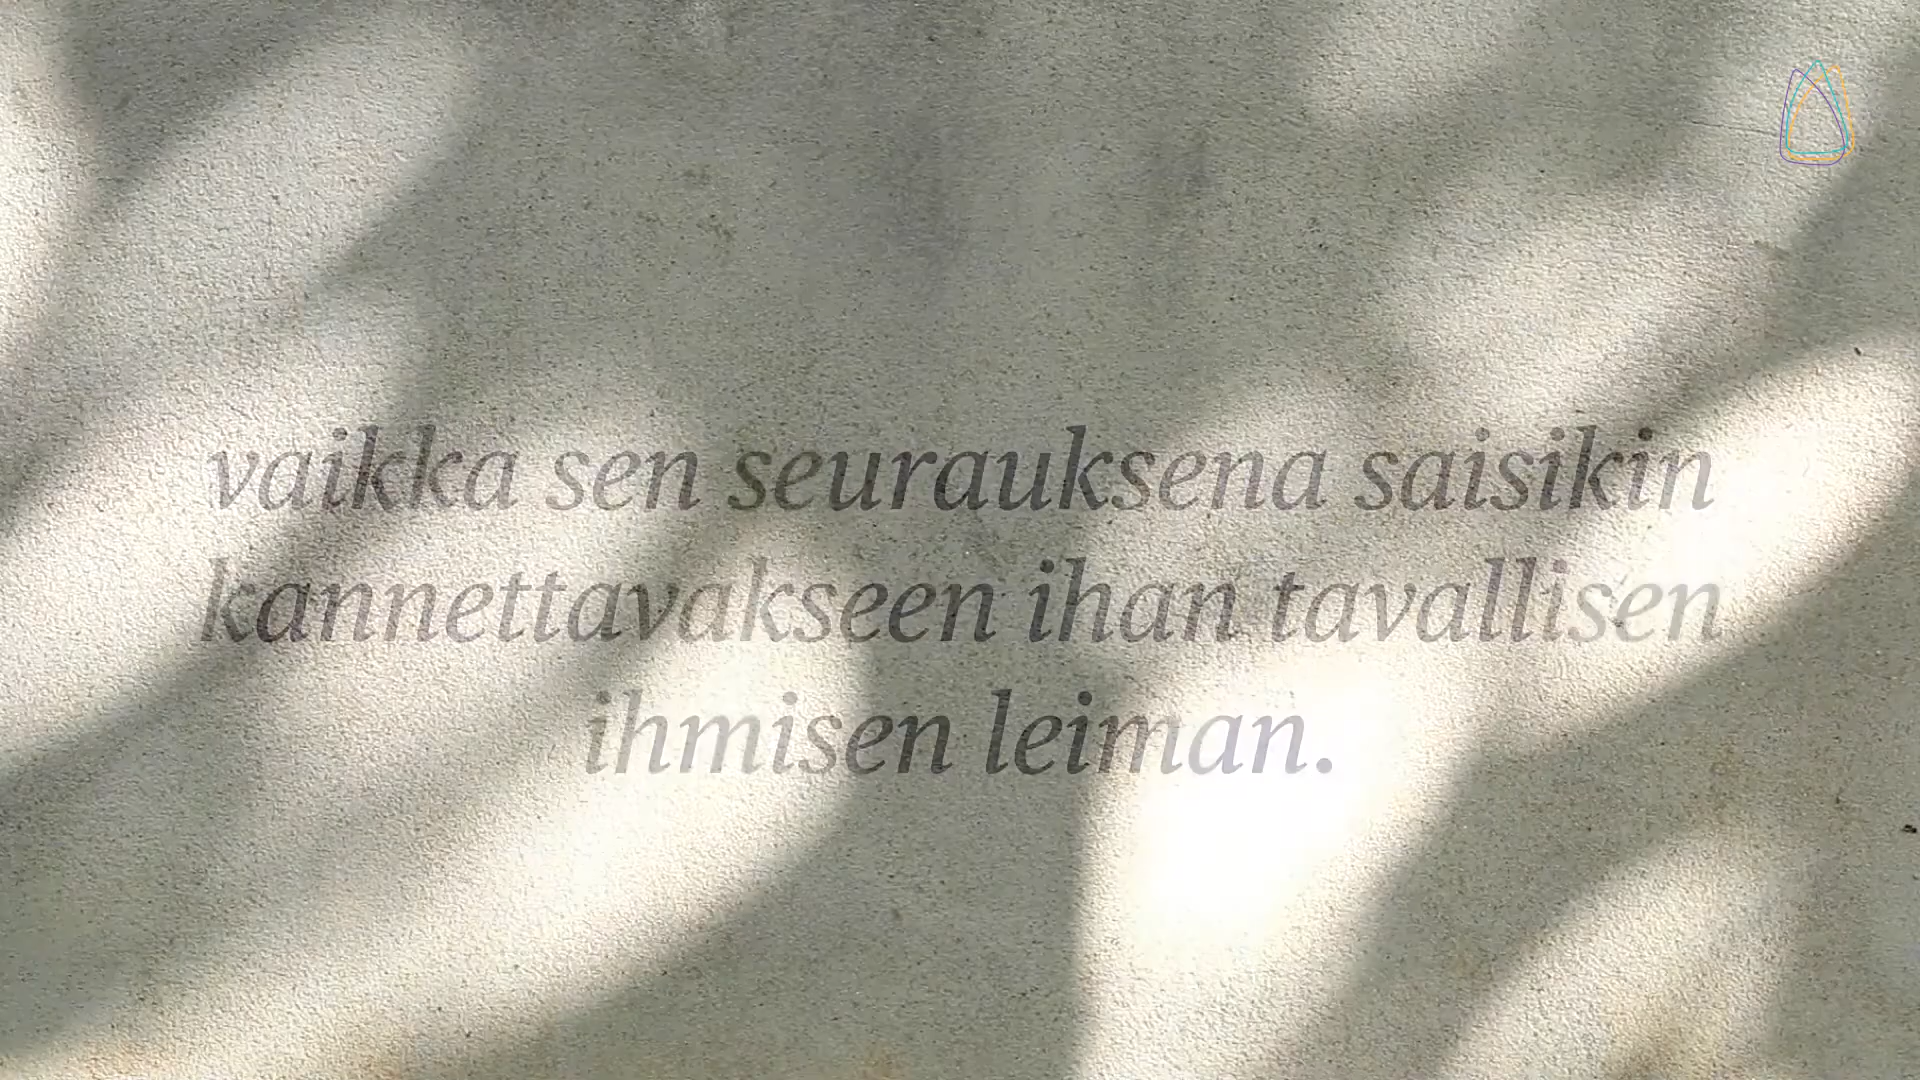 vaikka sen seurauksena saisikin
kannettavakseen ihan tavallisen
ihmisen leiman.